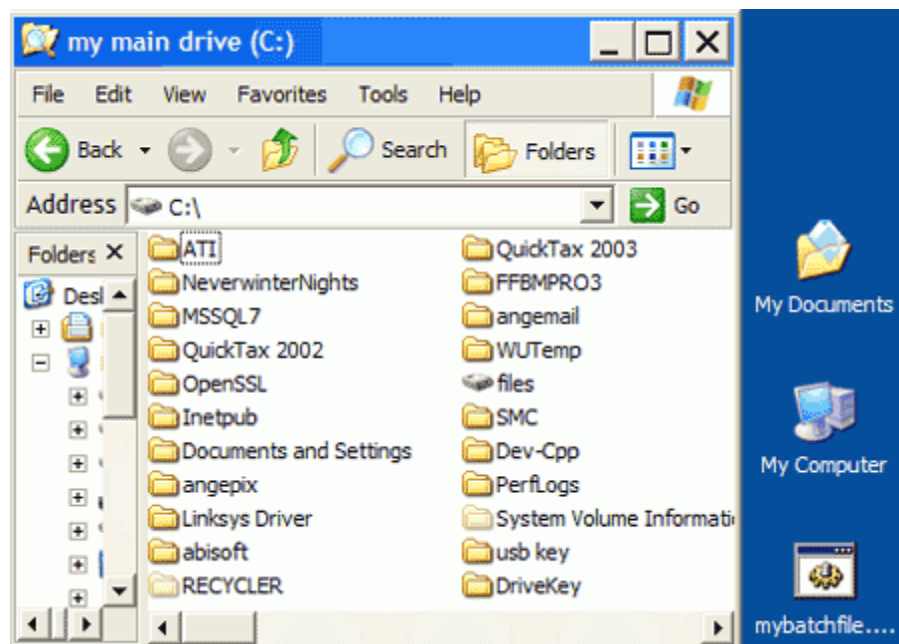 my main drive (C:)
File Edit View Favorites Tools Help
Back Search Folders
Address C:\ Go
Folders
Desl
ATI
NeverwinterNights
MSSQL7
QuickTax 2002
OpenSSL
Inetpub
Documents and Settings
angepix
Linksys Driver
abisoft
RECYCLER
QuickTax 2003
FFBMPRO3
angemail
WUTemp
files
SMC
Dev-Cpp
PerfLogs
System Volume Informati
usb key
DriveKey
My Documents
My Computer
mybatchfile....